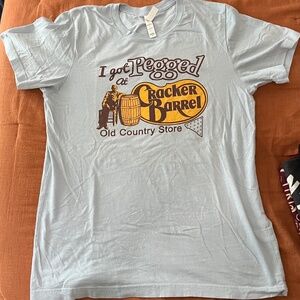 I got Pegged
at
Cracker
Barrel
Old Country Store